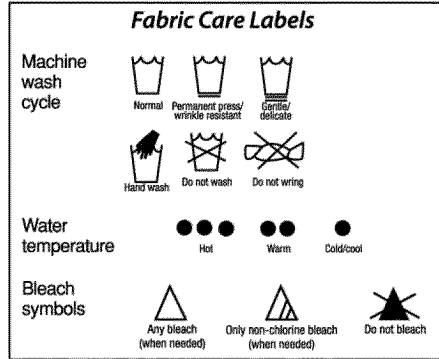 Fabric Care Labels
Machine
wash
cycle
Normal
Permanent press/
wrinkle resistant
Gentle/
delicate
Hand wash
Do not wash
Do not wring
Water
temperature
Hot
Warm
Cold/cool
Bleach
symbols
Any bleach
(when needed)
Only non-chlorine bleach
(when needed)
Do not bleach